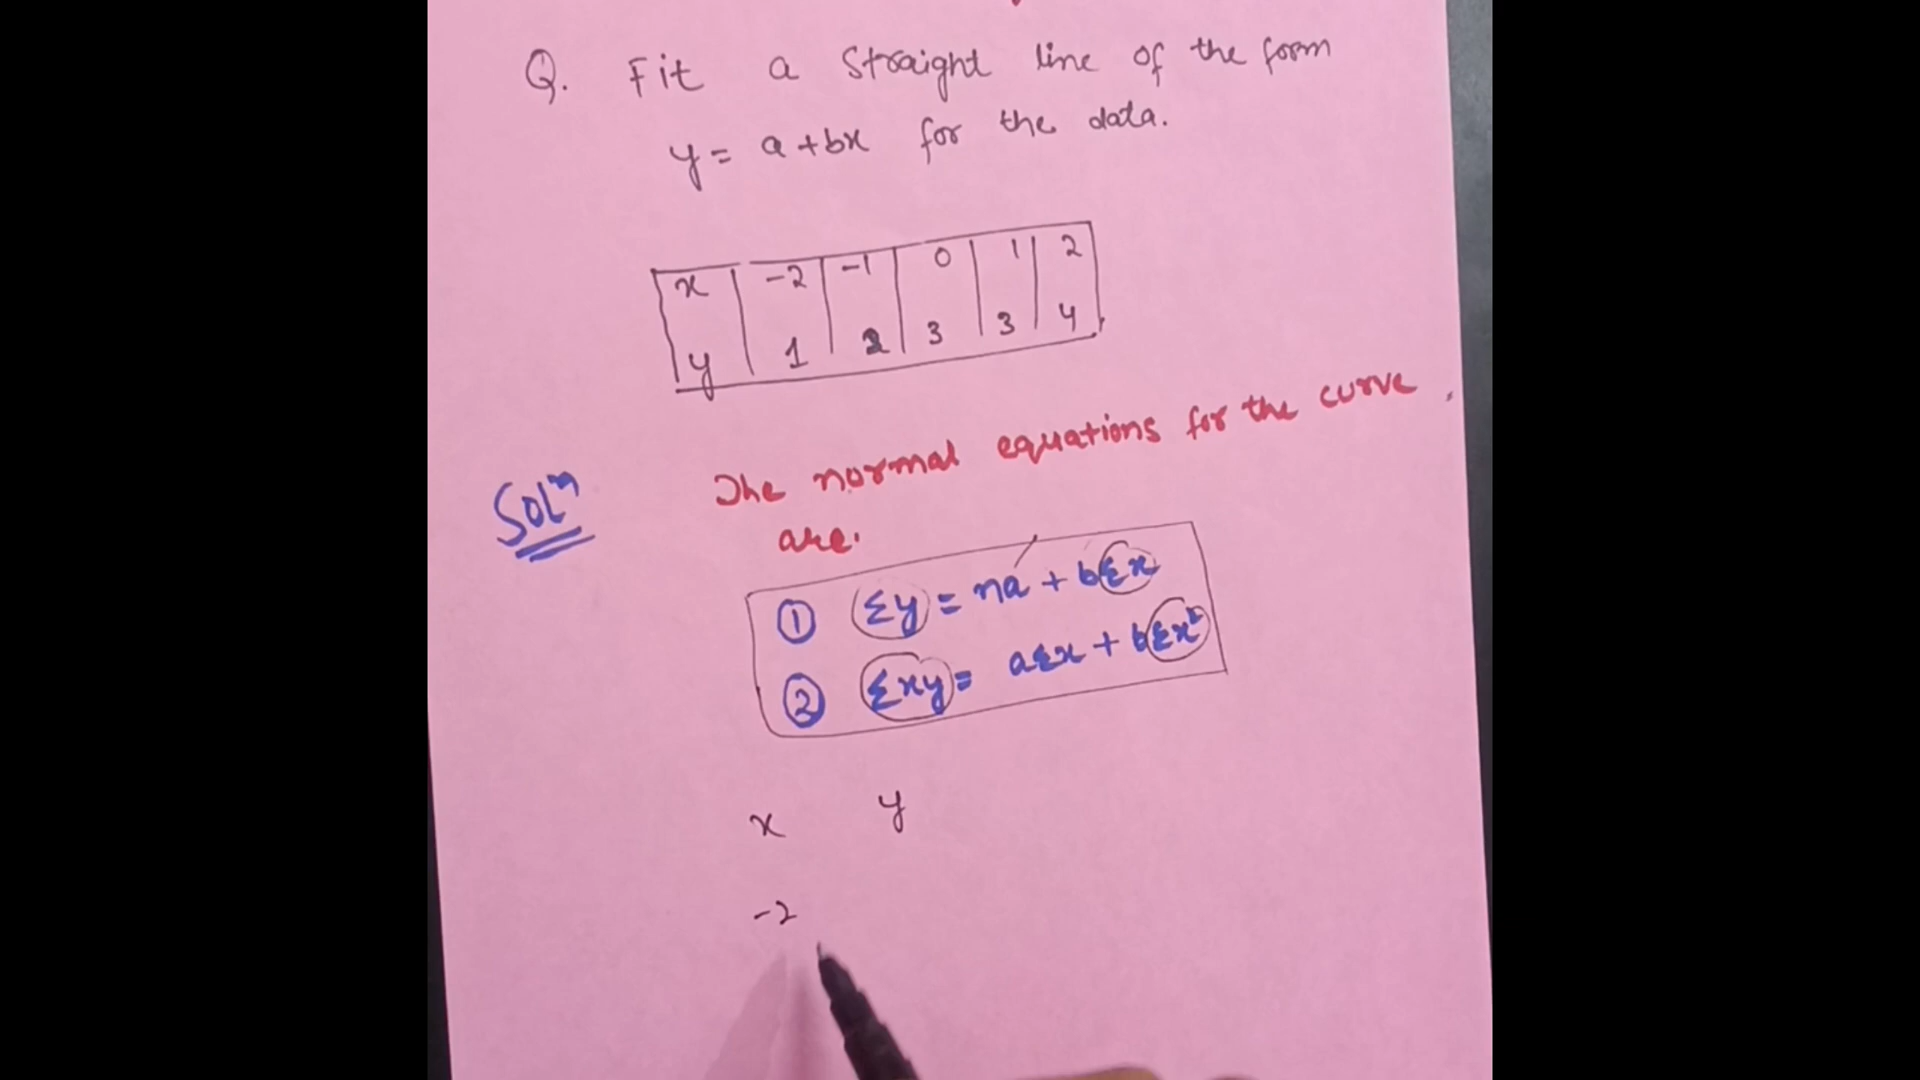 Q. Fit a straight line of the form
y = a + bx for the data.
x -2 -1 0 1 2
y 1 2 3 3 4
Solⁿ The normal equations for the curve
are.
① Σy = na + bΣx
② Σxy = aΣx + bΣx²
x y
-2